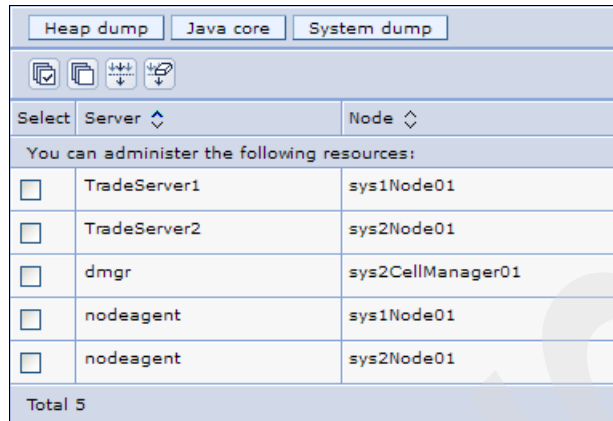 Heap dump Java core System dump
Select Server Node
You can administer the following resources:
TradeServer1 sys1Node01
TradeServer2 sys2Node01
dmgr sys2CellManager01
nodeagent sys1Node01
nodeagent sys2Node01
Total 5